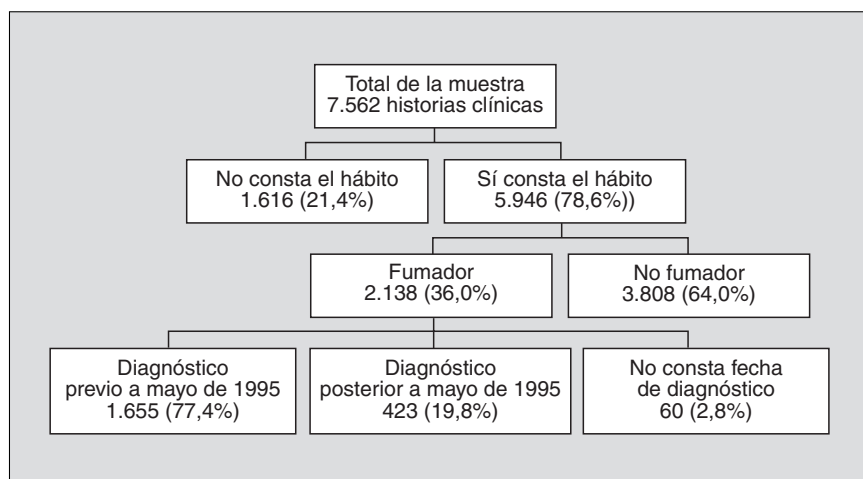 Total de la muestra
7.562 historias clínicas
No consta el hábito
1.616 (21,4%)
Sí consta el hábito
5.946 (78,6%))
Fumador
2.138 (36,0%)
No fumador
3.808 (64,0%)
Diagnóstico
previo a mayo de 1995
1.655 (77,4%)
Diagnóstico
posterior a mayo de 1995
423 (19,8%)
No consta fecha
de diagnóstico
60 (2,8%)